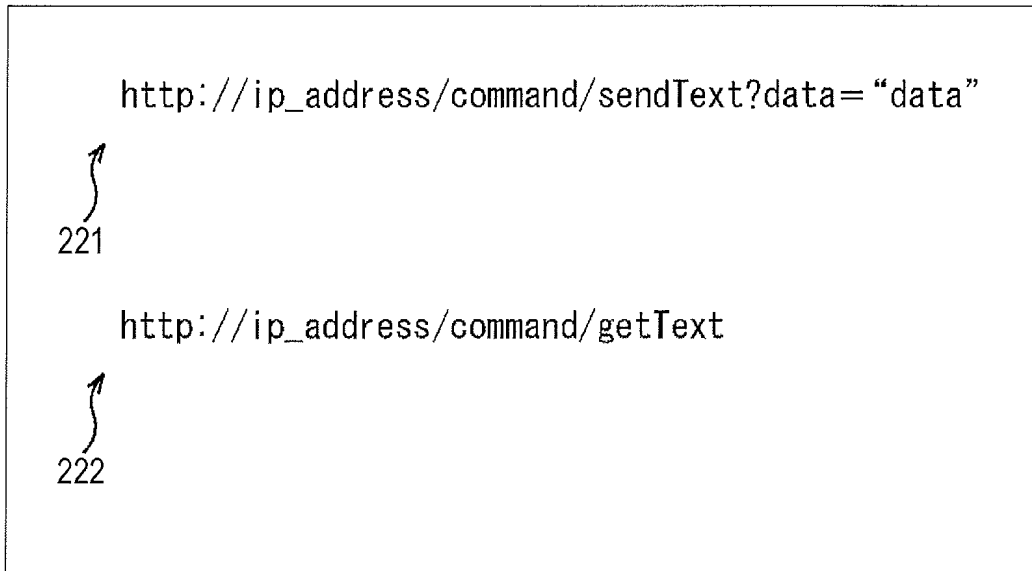 http://ip_address/command/sendText?data=“data”
221
http://ip_address/command/getText
222